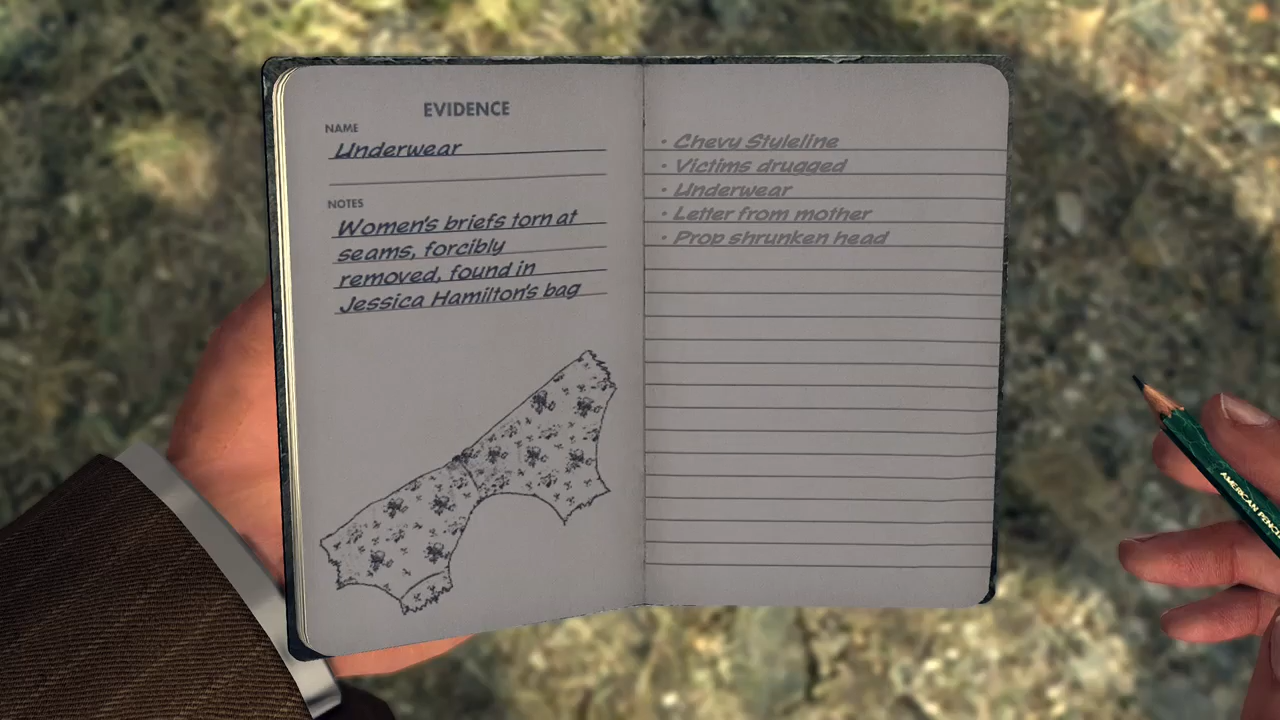 EVIDENCE
NAME
Underwear
NOTES
Women's briefs torn at
seams, forcibly
removed, found in
Jessica Hamilton's bag
• Chevy Styleline
• Victims drugged
• Underwear
• Letter from mother
• Prop shrunken head
AMERICAN PENCIL